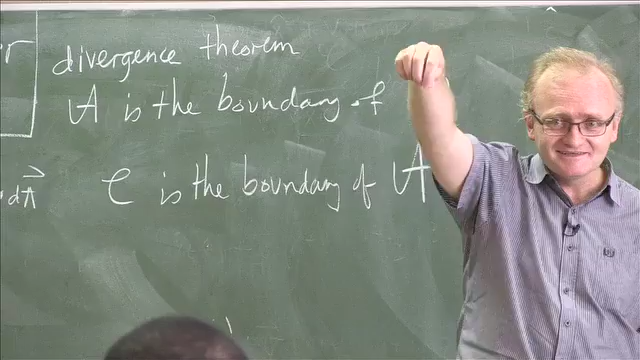 divergence theorem
A is the boundary of
dA⃗ C is the boundary of A